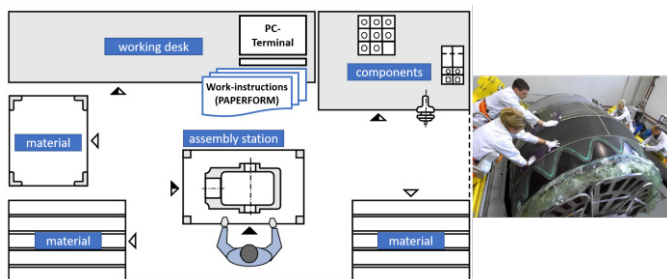 PC-
Terminal
working desk
Work-instructions
(PAPERFORM)
components
material
assembly station
material
material